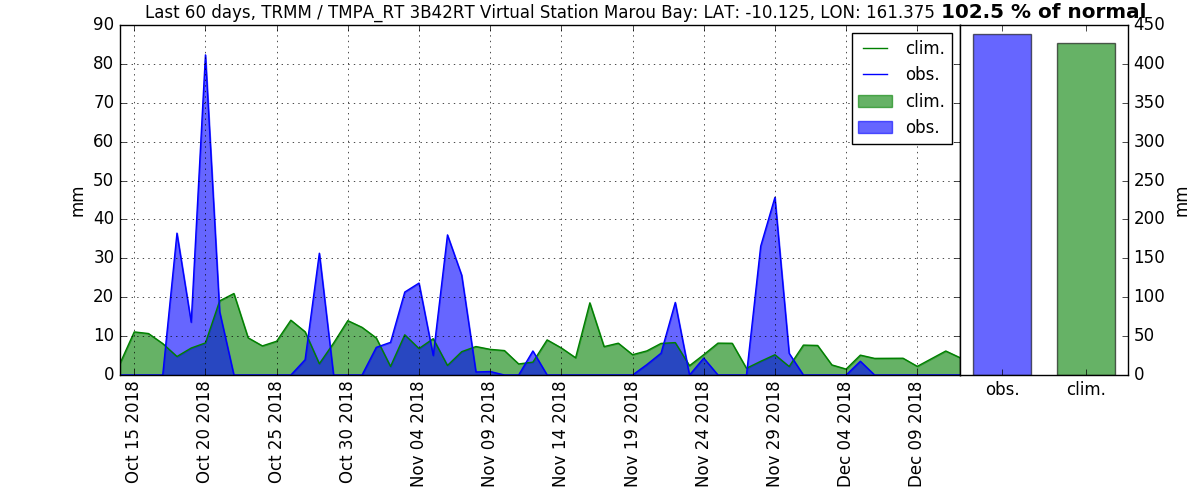 Last 60 days, TRMM / TMPA_RT 3B42RT Virtual Station Marou Bay: LAT: -10.125, LON: 161.375 102.5 % of normal
90
80
70
60
50
40
30
20
10
0
mm
clim.
obs.
clim.
obs.
450
400
350
300
250
200
150
100
50
0
mm
obs. clim.
Oct 15 2018
Oct 20 2018
Oct 25 2018
Oct 30 2018
Nov 04 2018
Nov 09 2018
Nov 14 2018
Nov 19 2018
Nov 24 2018
Nov 29 2018
Dec 04 2018
Dec 09 2018